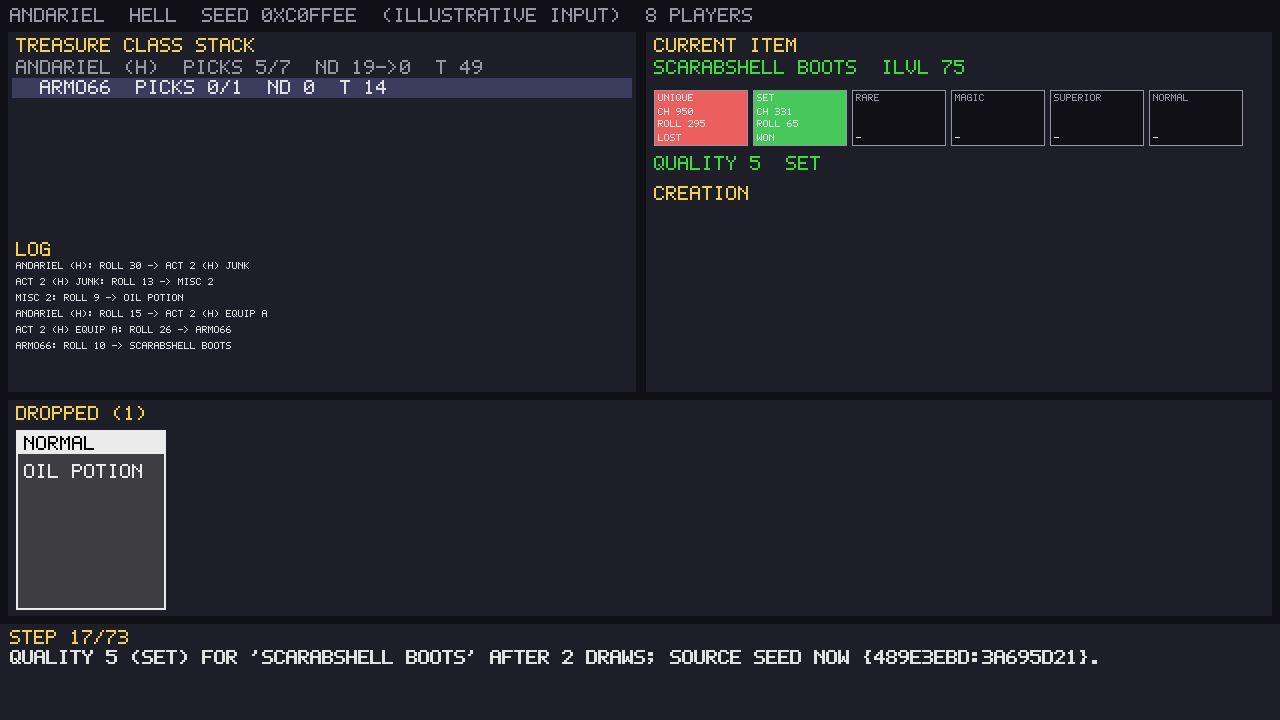 ANDARIEL HELL SEED 0XC0FFEE (ILLUSTRATIVE INPUT) 8 PLAYERS
TREASURE CLASS STACK
ANDARIEL (H) PICKS 5/7 ND 19->0 T 49
ARMO66 PICKS 0/1 ND 0 T 14
LOG
ANDARIEL (H): ROLL 30 -> ACT 2 (H) JUNK
ACT 2 (H) JUNK: ROLL 13 -> MISC 2
MISC 2: ROLL 9 -> OIL POTION
ANDARIEL (H): ROLL 15 -> ACT 2 (H) EQUIP A
ACT 2 (H) EQUIP A: ROLL 26 -> ARMO66
ARMO66: ROLL 10 -> SCARABSHELL BOOTS
CURRENT ITEM
SCARABSHELL BOOTS ILVL 75
UNIQUE
CH 950
ROLL 295
LOST
SET
CH 331
ROLL 65
WON
RARE
-
MAGIC
-
SUPERIOR
-
NORMAL
-
QUALITY 5 SET
CREATION
DROPPED (1)
NORMAL
OIL POTION
STEP 17/73
QUALITY 5 (SET) FOR 'SCARABSHELL BOOTS' AFTER 2 DRAWS; SOURCE SEED NOW {489E3EBD:3A695D21}.